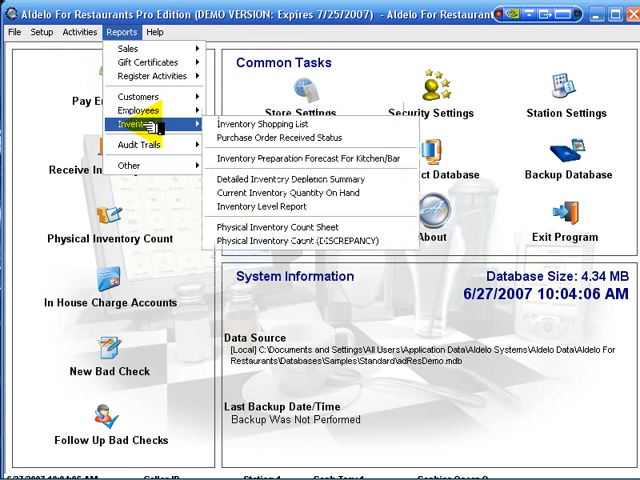 Aldelo For Restaurants Pro Edition (DEMO VERSION: Expires 7/25/2007) - Aldelo For Restaurants
File Setup Activities Reports Help
Sales
Gift Certificates
Register Activities
Customers
Employees
Audit Trails
Other
Inventory Shopping List
Purchase Order Received Status
Inventory Preparation Forecast For Kitchen/Bar
Detailed Inventory Depletion Summary
Current Inventory Quantity On Hand
Inventory Level Report
Physical Inventory Count Sheet
Physical Inventory Count (DISCREPANCY)
Pay
Receive
Physical Inventory Count
In House Charge Accounts
New Bad Check
Follow Up Bad Checks
Common Tasks
Store Settings
Security Settings
Station Settings
Database
Backup Database
About
Exit Program
System Information
Database Size: 4.34 MB
6/27/2007 10:04:06 AM
Data Source
[Local] C:\Documents and Settings\All Users\Application Data\Aldelo Systems\Aldelo Data\Aldelo For
Restaurants\Databases\Samples\Standard\adResDemo.mdb
Last Backup Date/Time
Backup Was Not Performed